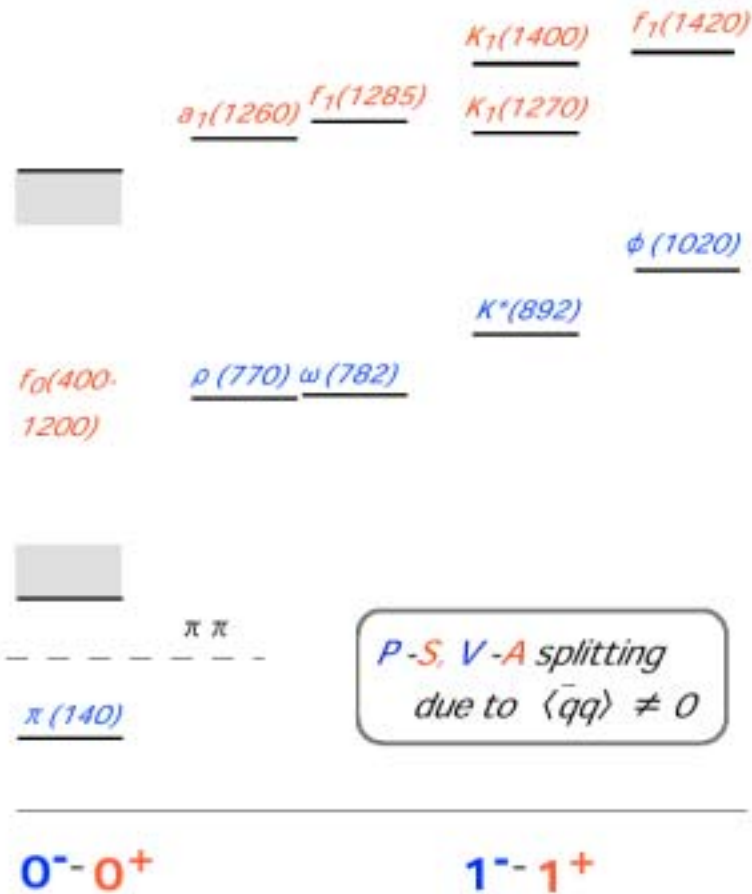 K₁(1400) f₁(1420)
a₁(1260) f₁(1285) K₁(1270)
ϕ (1020)
K*(892)
f₀(400-
1200)
ρ (770) ω (782)
π π
P-S, V-A splitting
due to ⟨q̄q⟩ ≠ 0
π (140)
0⁻-0⁺ 1⁻-1⁺